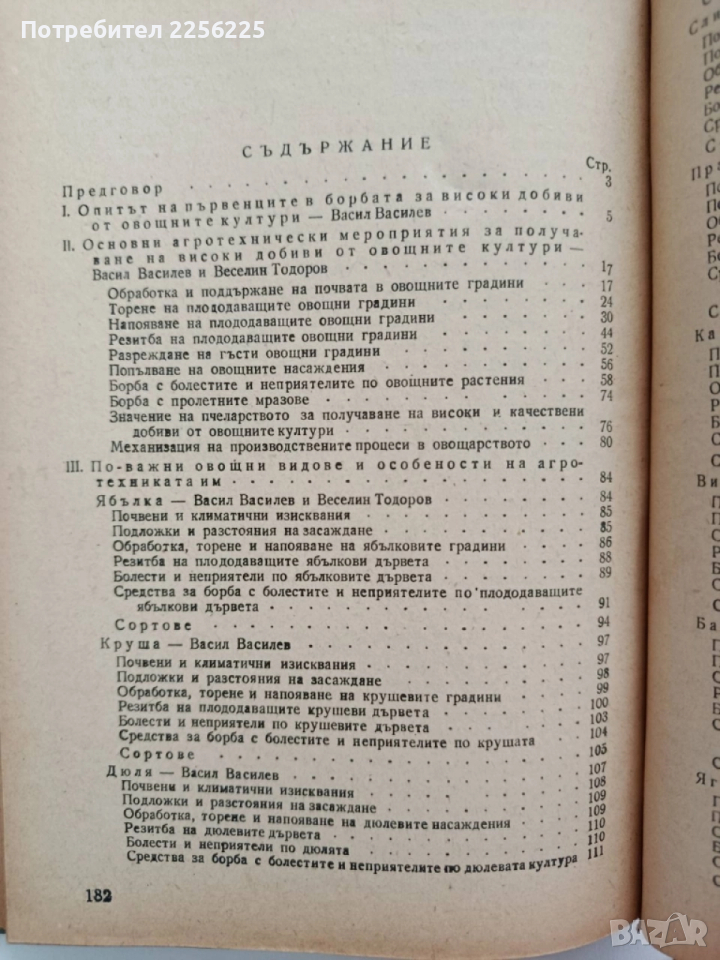 Потребител 2256225
СЪДЪРЖАНИЕ
Стр.
Предговор 3
I. Опитът на първенците в борбата за високи добиви
от овощните култури — Васил Василев 5
II. Основни агротехнически мероприятия за получа-
ване на високи добиви от овощните култури —
Васил Василев и Веселин Тодоров 17
Обработка и поддържане на почвата в овощните градини 17
Торене на плододаващите овощни градини 24
Напояване на плододаващите овощни градини 30
Резитба на плододаващите овощни градини 44
Разреждане на гъсти овощни градини 52
Попълване на овощните насаждения 56
Борба с болестите и неприятелите по овощните растения 58
Борба с пролетните мразове 74
Значение на пчеларството за получаване на високи и качествени
добиви от овощните култури 76
Механизация на производствените процеси в овощарството 80
III. По-важни овощни видове и особености на агро-
техниката им 84
Ябълка — Васил Василев и Веселин Тодоров 84
Почвени и климатични изисквания 85
Подложки и разстояния на засаждане 85
Обработка, торене и напояване на ябълковите градини 86
Резитба на плододаващите ябълкови дървета 88
Болести и неприятели по ябълковите дървета 89
Средства за борба с болестите и неприятелите по плододаващите
ябълкови дървета 91
Сортове 94
Круша — Васил Василев 97
Почвени и климатични изисквания 97
Подложки и разстояния на засаждане 98
Обработка, торене и напояване на крушевите градини 99
Резитба на плододаващите крушеви дървета 100
Болести и неприятели по крушевите дървета 103
Средства за борба с болестите и неприятелите по крушата 104
Сортове 105
Дюля — Васил Василев 107
Почвени и климатични изисквания 108
Подложки и разстояния на засаждане 109
Обработка, торене и напояване на дюлевите насаждения 109
Резитба на дюлевите дървета 110
Болести и неприятели по дюлята 110
Средства за борба с болестите и неприятелите по дюлевата култура 111
182
BAZAR